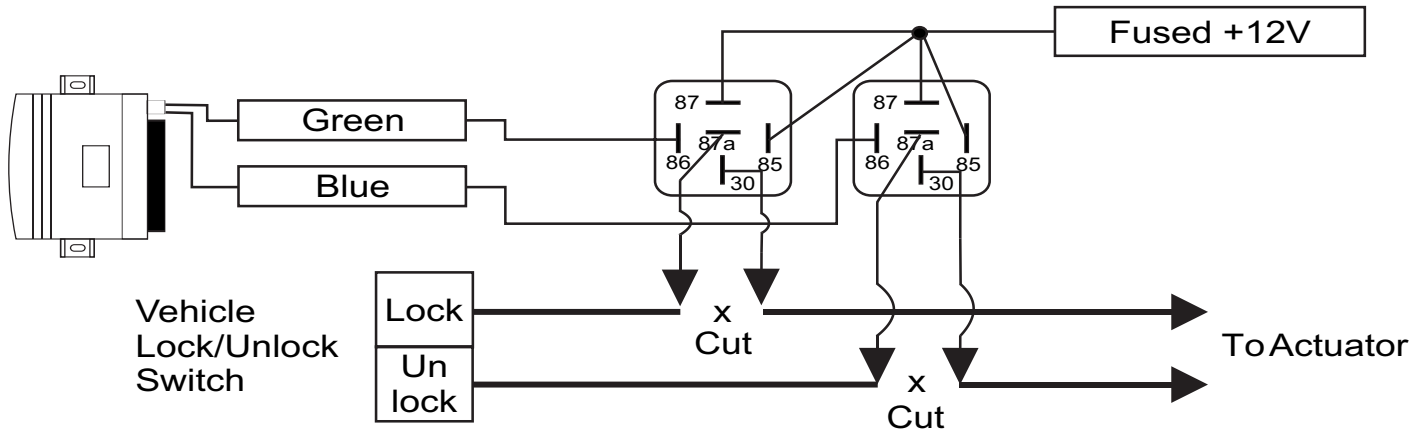 Fused +12V
Green
Blue
87
86
87a
85
30
87
86
87a
85
30
Vehicle
Lock/Unlock
Switch
Lock
Un
lock
x
Cut
x
Cut
To Actuator